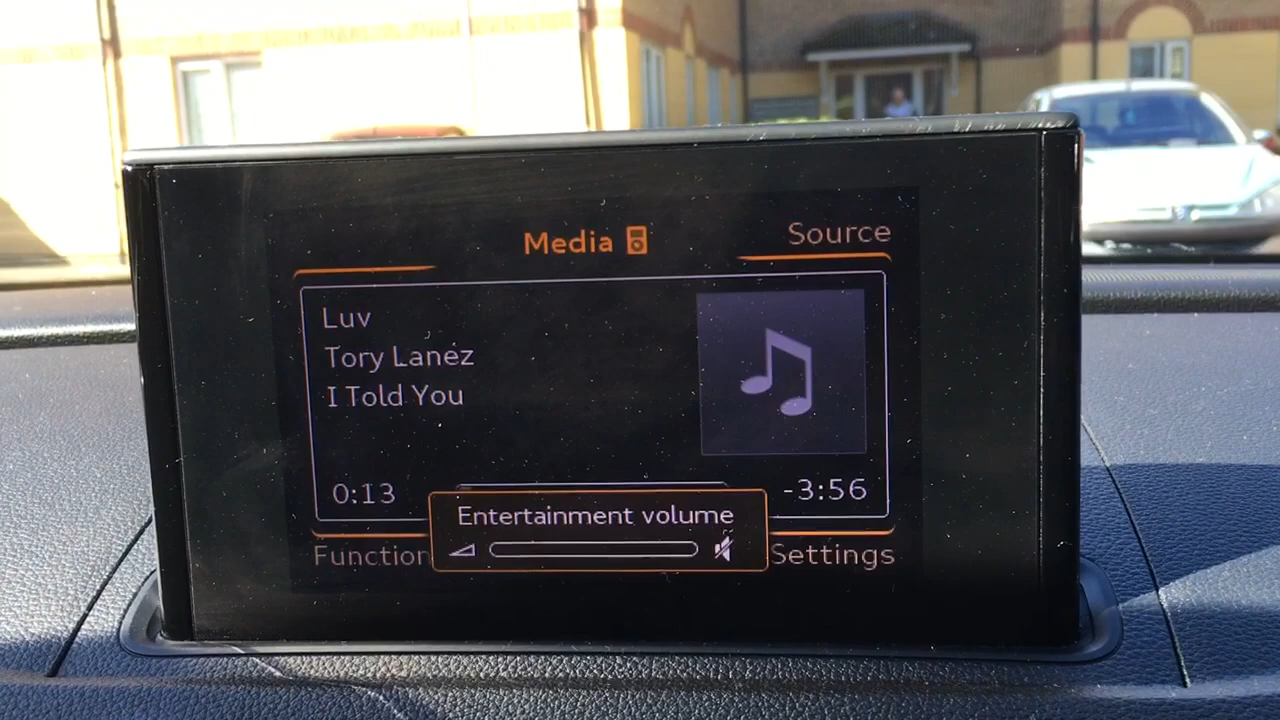 Media
Source
Luv
Tory Lanez
I Told You
0:13
-3:56
Entertainment volume
Function
Settings